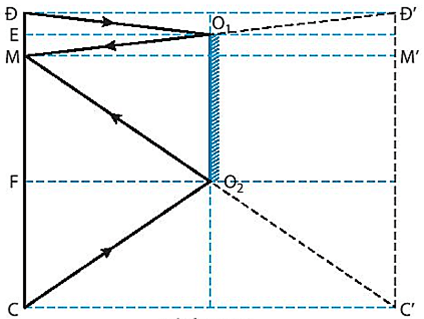 Đ Đ'
O₁
E
M M'
F O₂
C C'